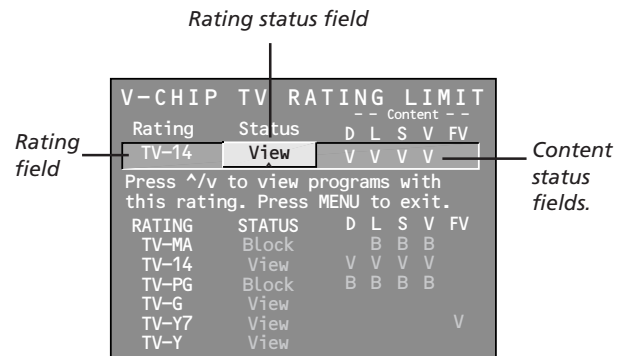 Rating status field
V-CHIP TV RATING LIMIT
-- Content --
Rating Status D L S V FV
Rating field
TV-14 View V V V V
Content status fields.
Press ^/v to view programs with
this rating. Press MENU to exit.
RATING STATUS D L S V FV
TV-MA Block B B B
TV-14 View V V V V
TV-PG Block B B B B
TV-G View
TV-Y7 View V
TV-Y View